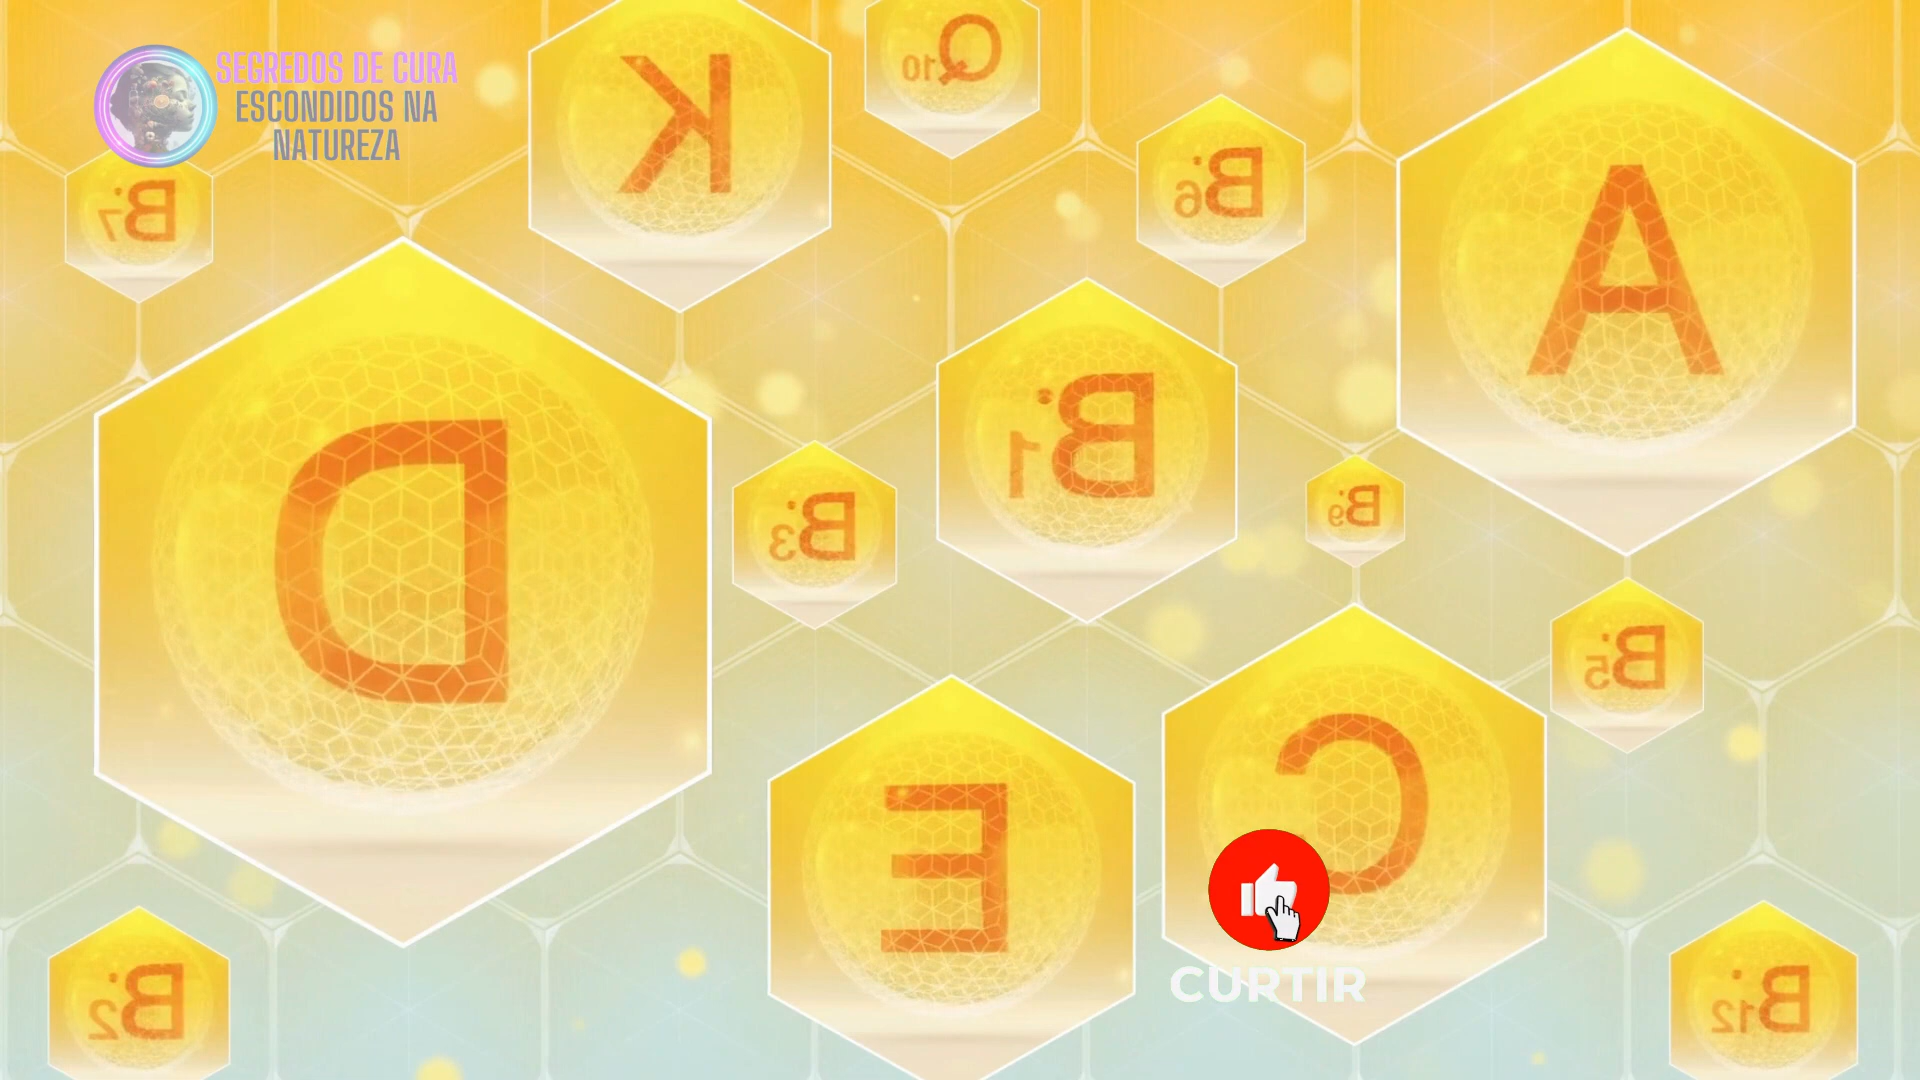 SEGREDOS DE CURA
ESCONDIDOS NA
NATUREZA
K
Q10
B6
A
B7
D
B1
B3
B9
B5
C
E
CURTIR
B2
B12